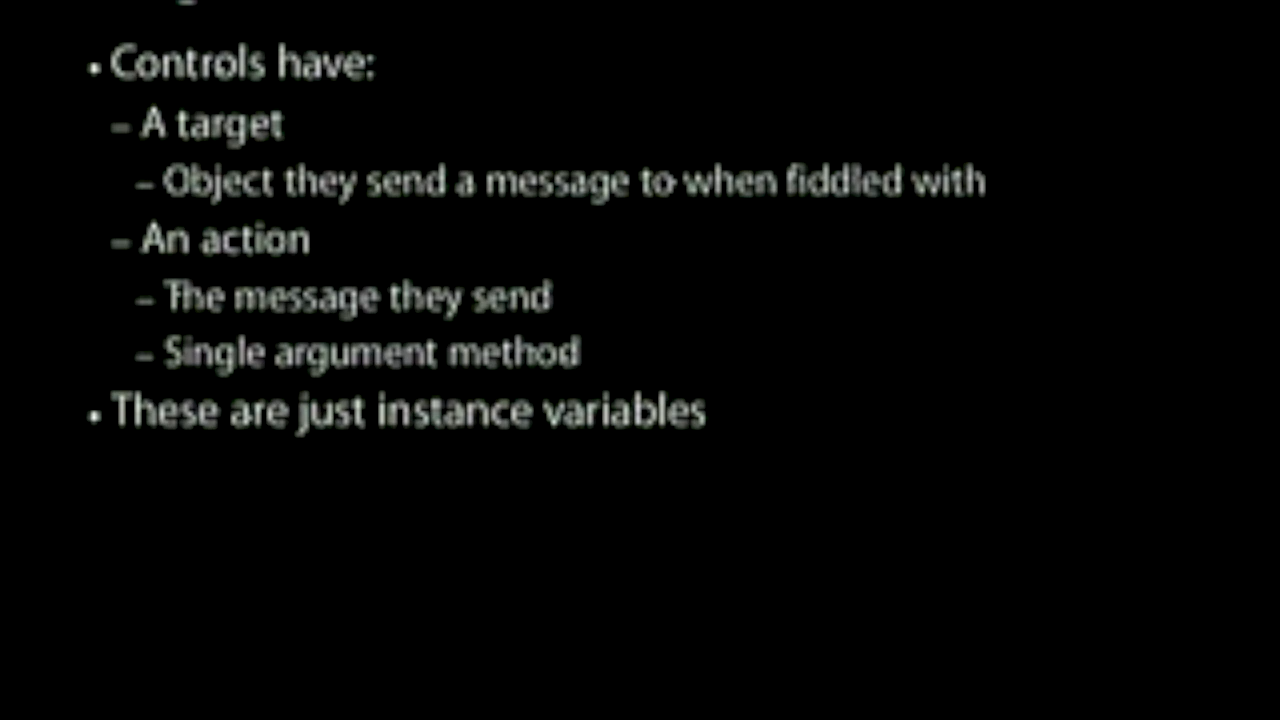 • Controls have:
– A target
– Object they send a message to when fiddled with
– An action
– The message they send
– Single argument method
• These are just instance variables